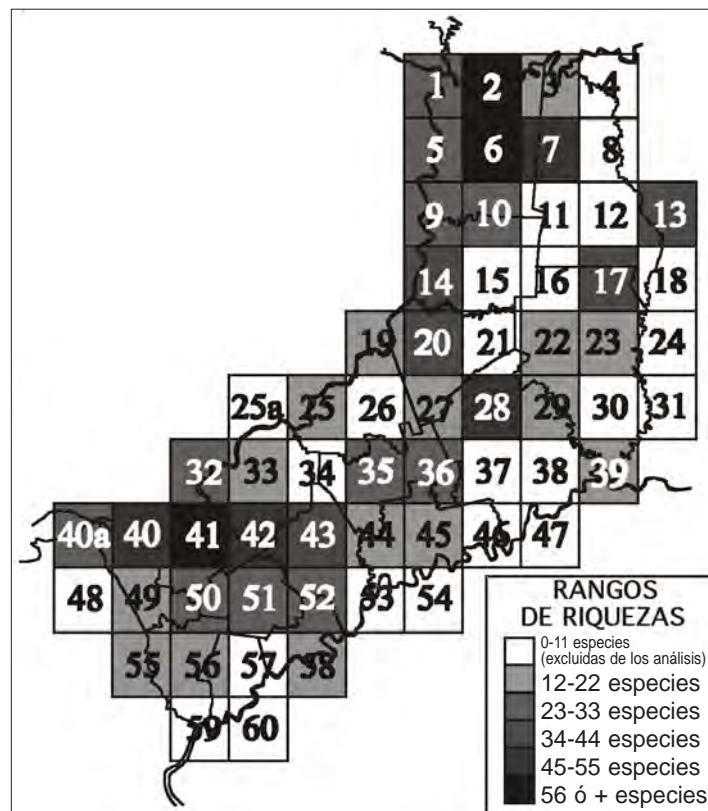 1 2 3 4
5 6 7 8
9 10 11 12 13
14 15 16 17 18
19 20 21 22 23 24
25a 25 26 27 28 29 30 31
32 33 34 35 36 37 38 39
40a 40 41 42 43 44 45 46 47
48 49 50 51 52 53 54
55 56 57 58
59 60
RANGOS
DE RIQUEZAS
0-11 especies
(excluidas de los análisis)
12-22 especies
23-33 especies
34-44 especies
45-55 especies
56 ó + especies